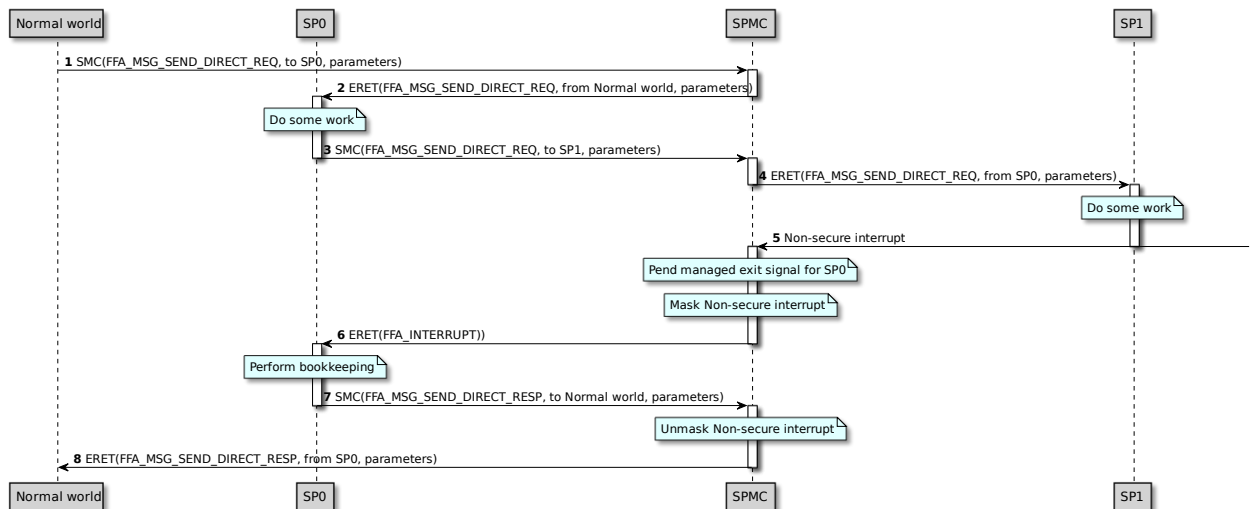 Normal world
SP0
SPMC
SP1
1 SMC(FFA_MSG_SEND_DIRECT_REQ, to SP0, parameters)
2 ERET(FFA_MSG_SEND_DIRECT_REQ, from Normal world, parameters)
Do some work
3 SMC(FFA_MSG_SEND_DIRECT_REQ, to SP1, parameters)
4 ERET(FFA_MSG_SEND_DIRECT_REQ, from SP0, parameters)
Do some work
5 Non-secure interrupt
Pend managed exit signal for SP0
Mask Non-secure interrupt
6 ERET(FFA_INTERRUPT))
Perform bookkeeping
7 SMC(FFA_MSG_SEND_DIRECT_RESP, to Normal world, parameters)
Unmask Non-secure interrupt
8 ERET(FFA_MSG_SEND_DIRECT_RESP, from SP0, parameters)
Normal world
SP0
SPMC
SP1